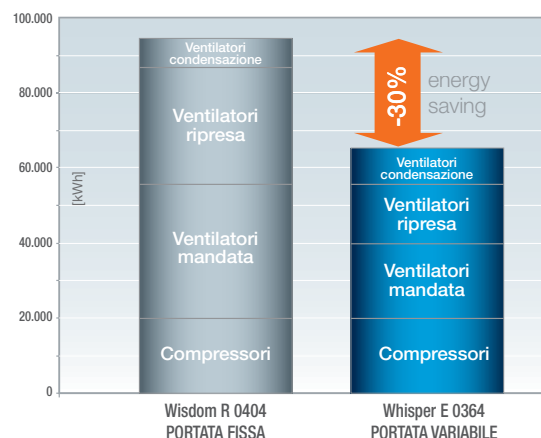 100.000
80.000
60.000
40.000
20.000
0
[kWh]
Ventilatori
condensazione
Ventilatori
ripresa
Ventilatori
mandata
Compressori
-30%
energy
saving
Ventilatori
condensazione
Ventilatori
ripresa
Ventilatori
mandata
Compressori
Wisdom R 0404
PORTATA FISSA
Whisper E 0364
PORTATA VARIABILE